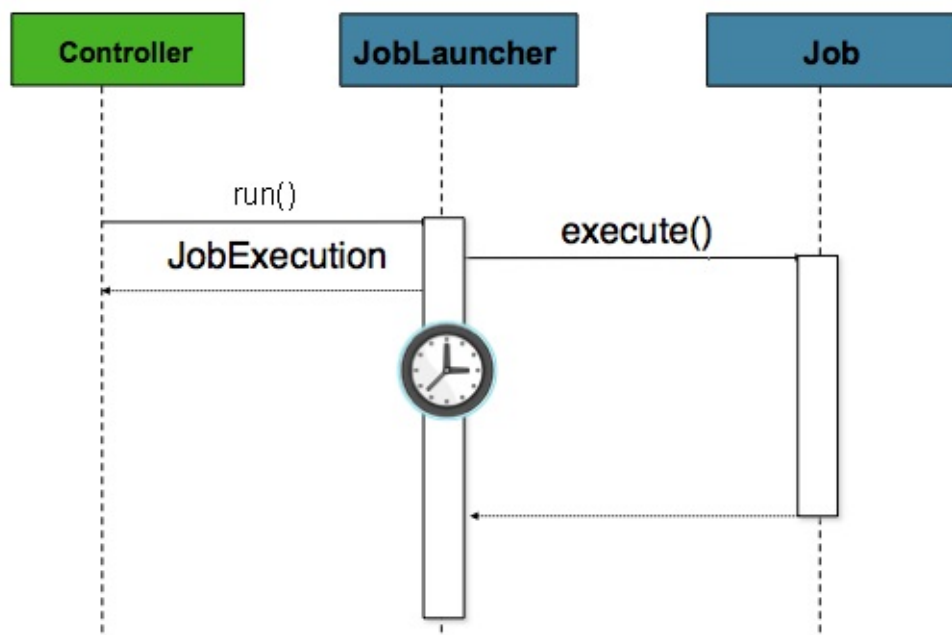 Controller
JobLauncher
Job
run()
execute()
JobExecution